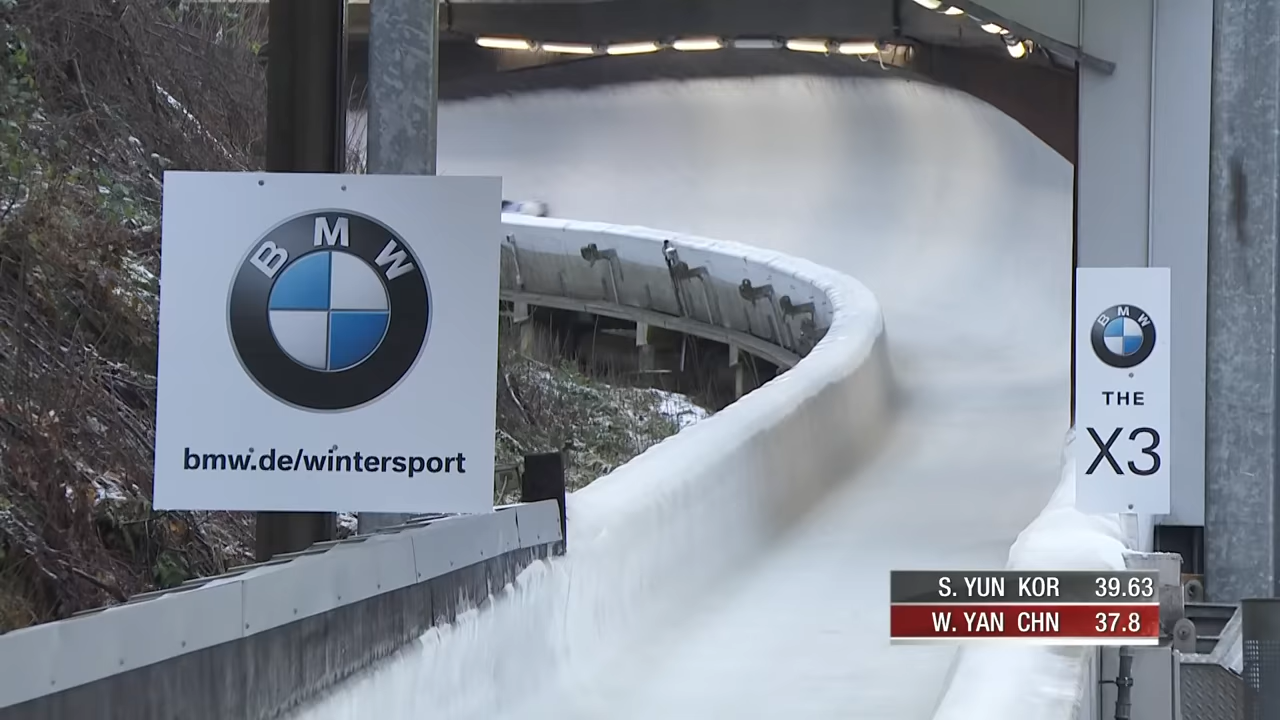 BMW
bmw.de/wintersport
BMW
THE
X3
S. YUN KOR 39.63
W. YAN CHN 37.8